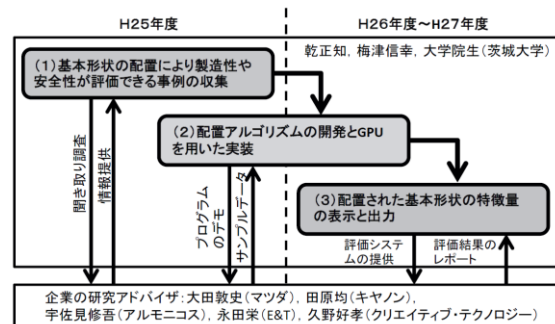 H25年度
H26年度～H27年度
乾正知, 梅津信幸, 大学院生(茨城大学)
(1)基本形状の配置により製造性や
安全性が評価できる事例の収集
(2)配置アルゴリズムの開発とGPU
を用いた実装
(3)配置された基本形状の特徴量
の表示と出力
聞き取り調査
情報提供
プログラム
のデモ
サンプルデータ
評価システ
ムの提供
評価結果の
レポート
企業の研究アドバイザ:大田敦史(マツダ), 田原均(キヤノン),
宇佐見修吾(アルモニコス), 永田栄(E&T), 久野好孝(クリエイティブ・テクノロジー)